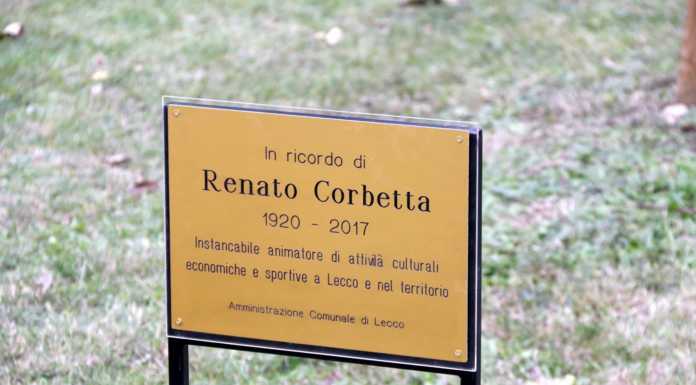 In ricordo di
Renato Corbetta
1920 - 2017
Instancabile animatore di attività culturali
economiche e sportive a Lecco e nel territorio
Amministrazione Comunale di Lecco